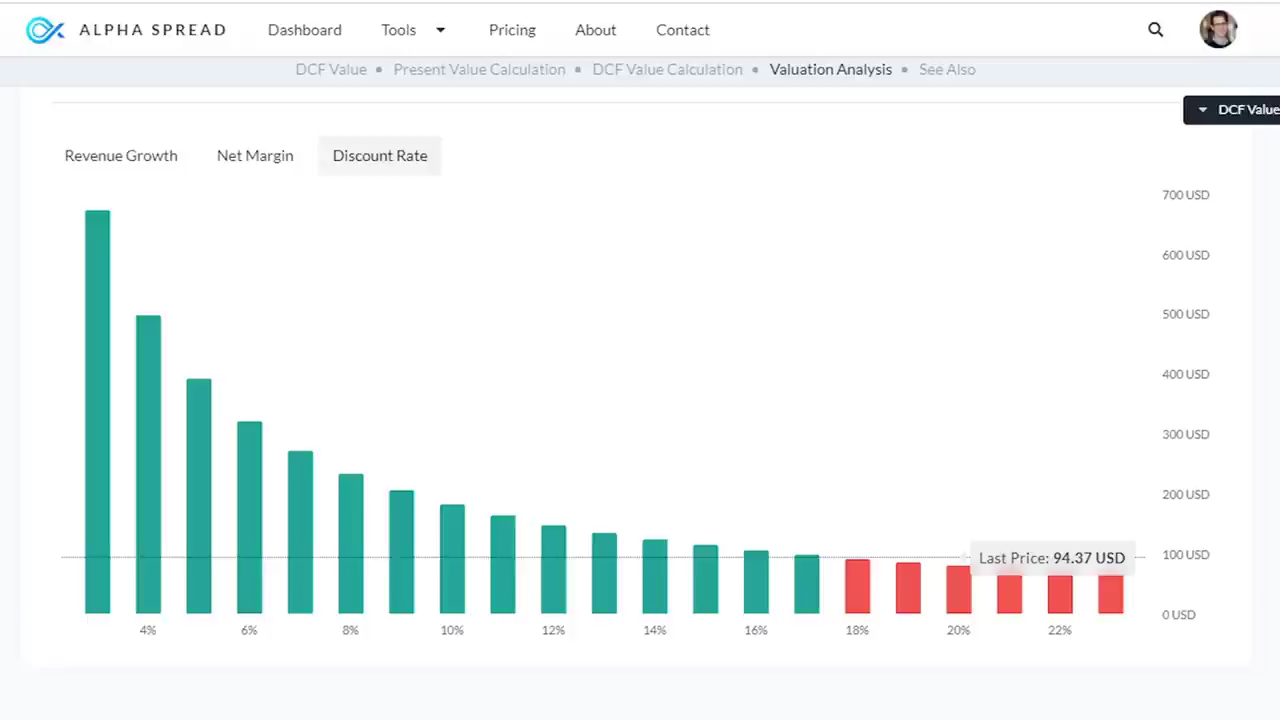 ALPHA SPREAD Dashboard Tools Pricing About Contact
DCF Value • Present Value Calculation • DCF Value Calculation • Valuation Analysis • See Also
DCF Value
Revenue Growth Net Margin Discount Rate
700 USD
600 USD
500 USD
400 USD
300 USD
200 USD
100 USD
Last Price: 94.37 USD
0 USD
4% 6% 8% 10% 12% 14% 16% 18% 20% 22%